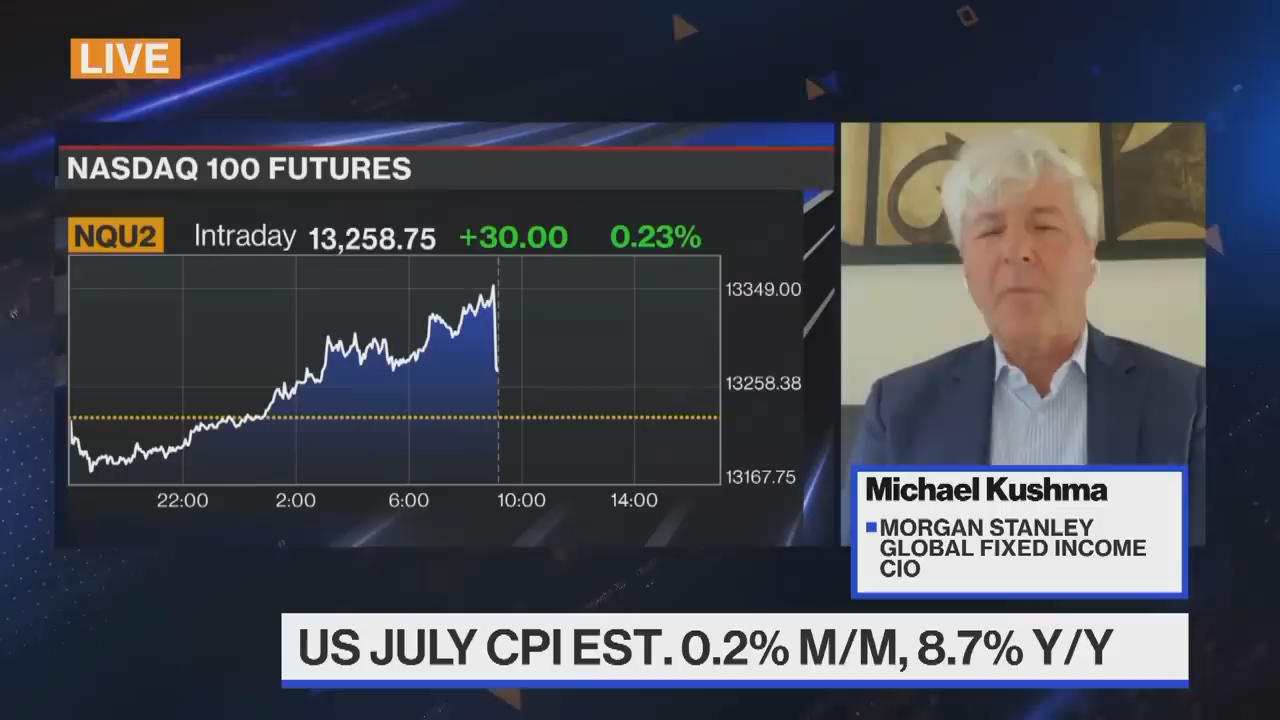 LIVE
NASDAQ 100 FUTURES
NQU2 Intraday 13,258.75 +30.00 0.23%
13349.00
13258.38
13167.75
22:00 2:00 6:00 10:00 14:00
Michael Kushma
MORGAN STANLEY
GLOBAL FIXED INCOME
CIO
US JULY CPI EST. 0.2% M/M, 8.7% Y/Y